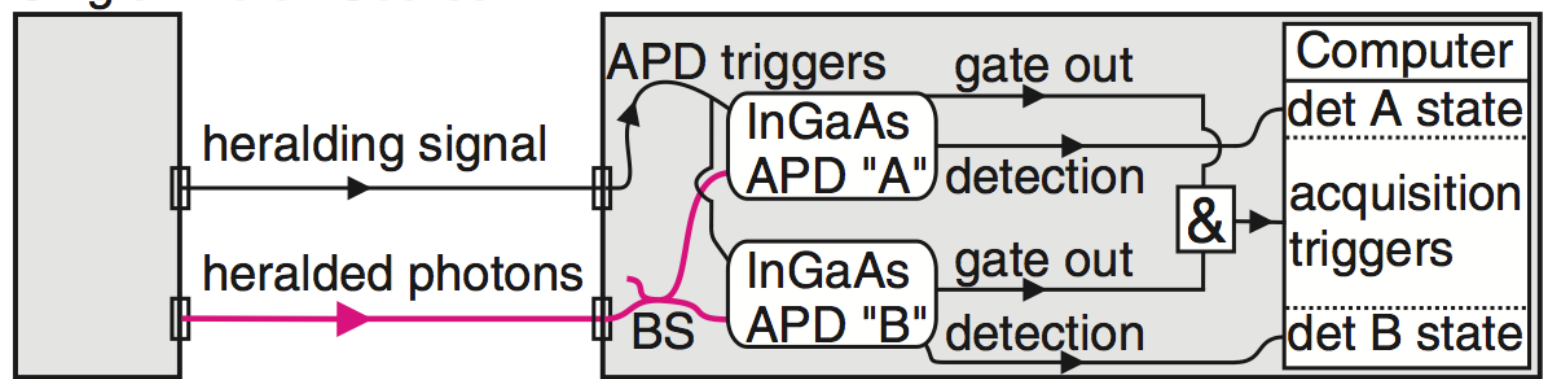 heralding signal
heralded photons
APD triggers
InGaAs
APD "A"
InGaAs
APD "B"
BS
gate out
detection
gate out
detection
&
Computer
det A state
acquisition
triggers
det B state